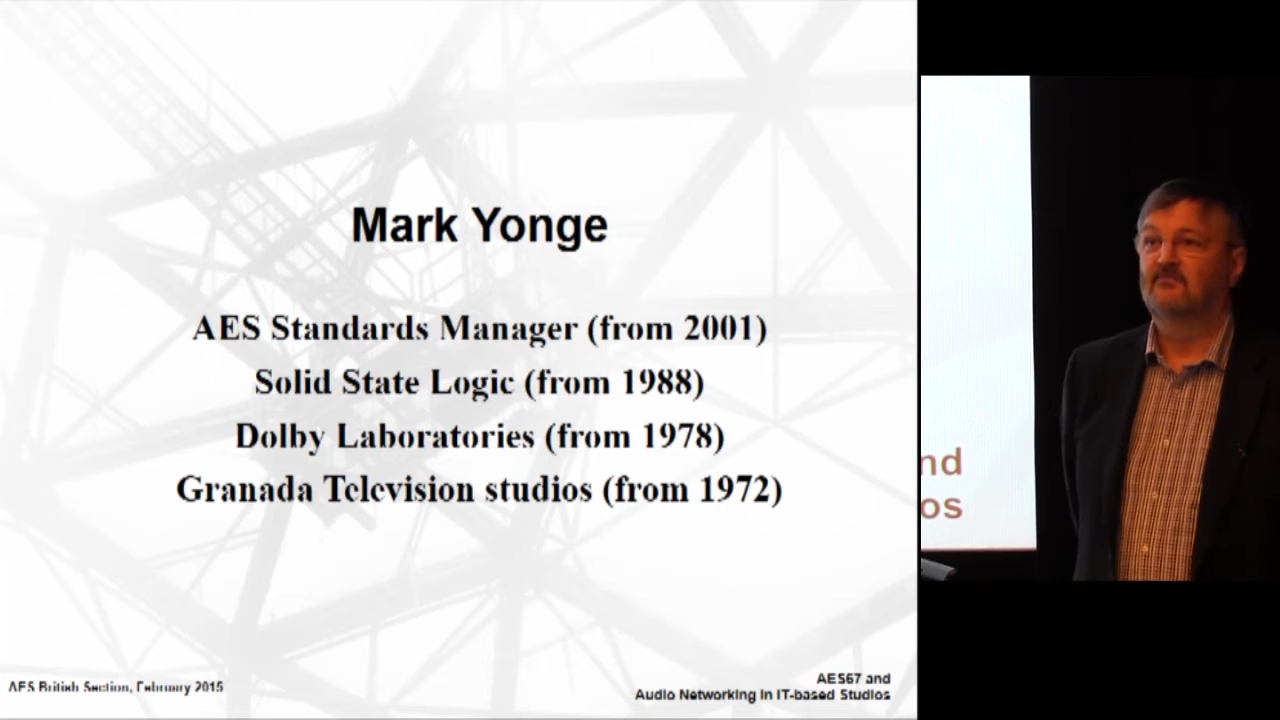 Mark Yonge
AES Standards Manager (from 2001)
Solid State Logic (from 1988)
Dolby Laboratories (from 1978)
Granada Television studios (from 1972)
AES British Section, February 2015
AES67 and
Audio Networking in IT-based Studios
nd
os